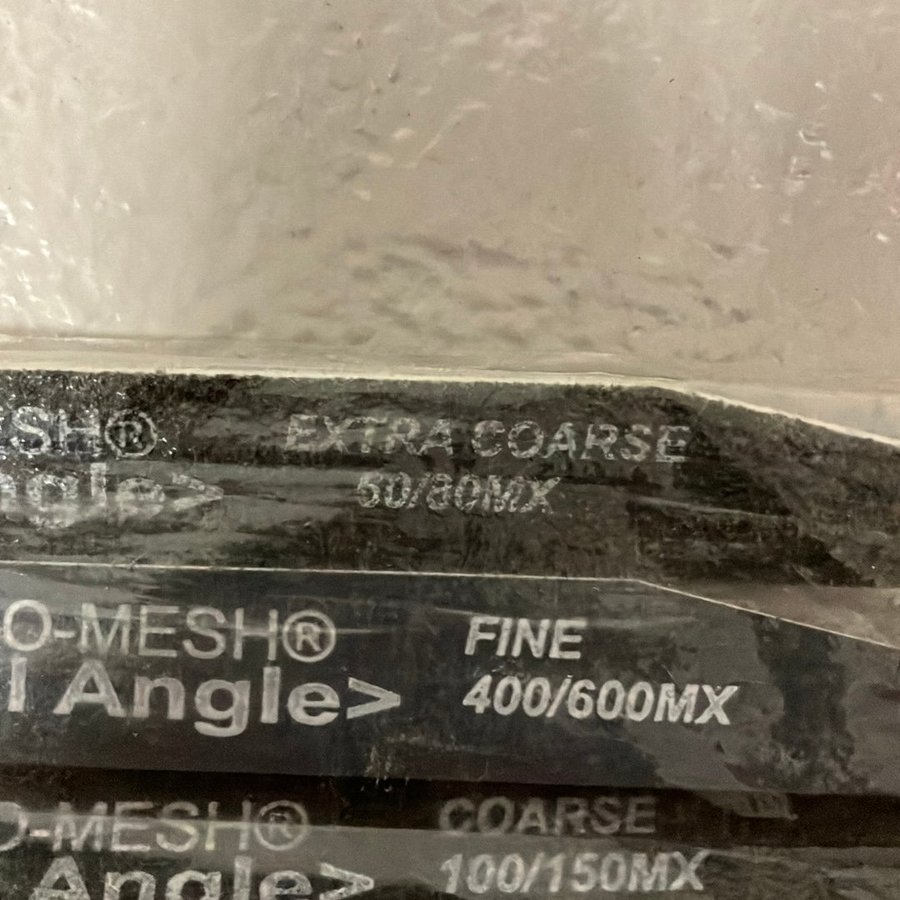 ESH® EXTRA COARSE
ngle> 60/80MX
O-MESH® FINE
l Angle> 400/600MX
O-MESH® COARSE
Angle> 100/150MX